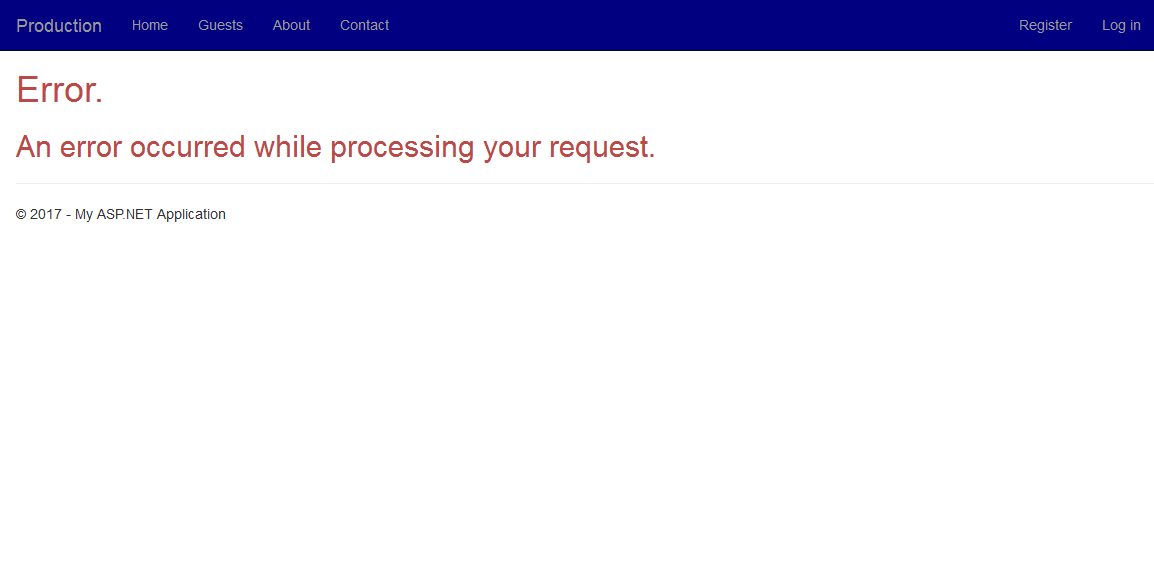 Production Home Guests About Contact Register Log in
Error.
An error occurred while processing your request.
© 2017 - My ASP.NET Application